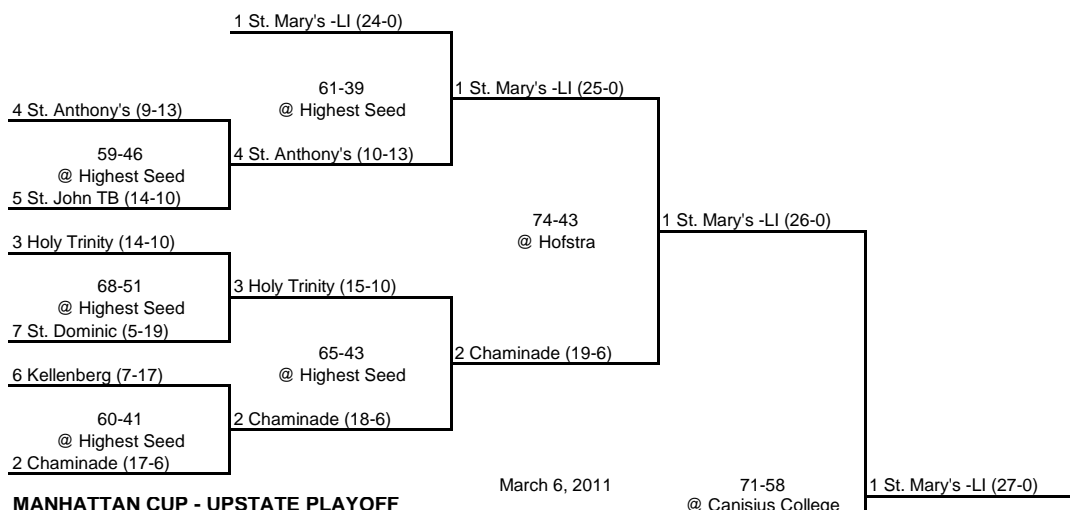 1 St. Mary's -LI (24-0)
61-39
@ Highest Seed
1 St. Mary's -LI (25-0)
4 St. Anthony's (9-13)
59-46
@ Highest Seed
4 St. Anthony's (10-13)
5 St. John TB (14-10)
74-43
@ Hofstra
1 St. Mary's -LI (26-0)
3 Holy Trinity (14-10)
68-51
@ Highest Seed
3 Holy Trinity (15-10)
7 St. Dominic (5-19)
65-43
@ Highest Seed
2 Chaminade (19-6)
6 Kellenberg (7-17)
60-41
@ Highest Seed
2 Chaminade (18-6)
2 Chaminade (17-6)
MANHATTAN CUP - UPSTATE PLAYOFF
March 6, 2011
71-58
@ Canisius College
1 St. Mary's -LI (27-0)